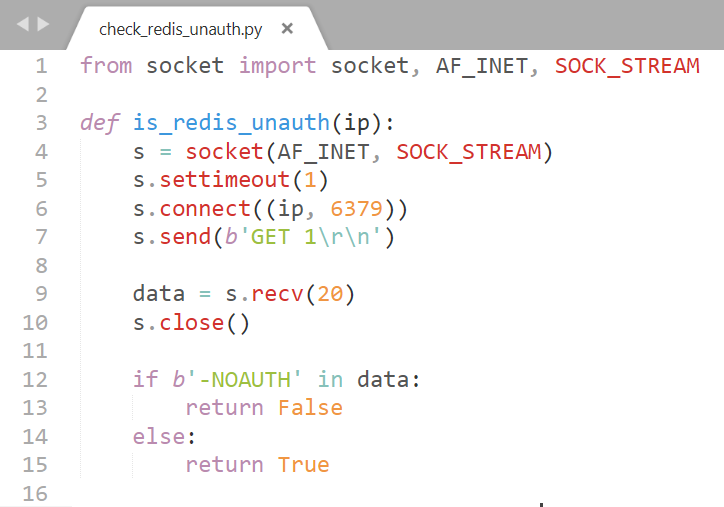 check_redis_unauth.py ×
1 from socket import socket, AF_INET, SOCK_STREAM
2
3 def is_redis_unauth(ip):
4     s = socket(AF_INET, SOCK_STREAM)
5     s.settimeout(1)
6     s.connect((ip, 6379))
7     s.send(b'GET 1\r\n')
8
9     data = s.recv(20)
10     s.close()
11
12     if b'-NOAUTH' in data:
13         return False
14     else:
15         return True
16